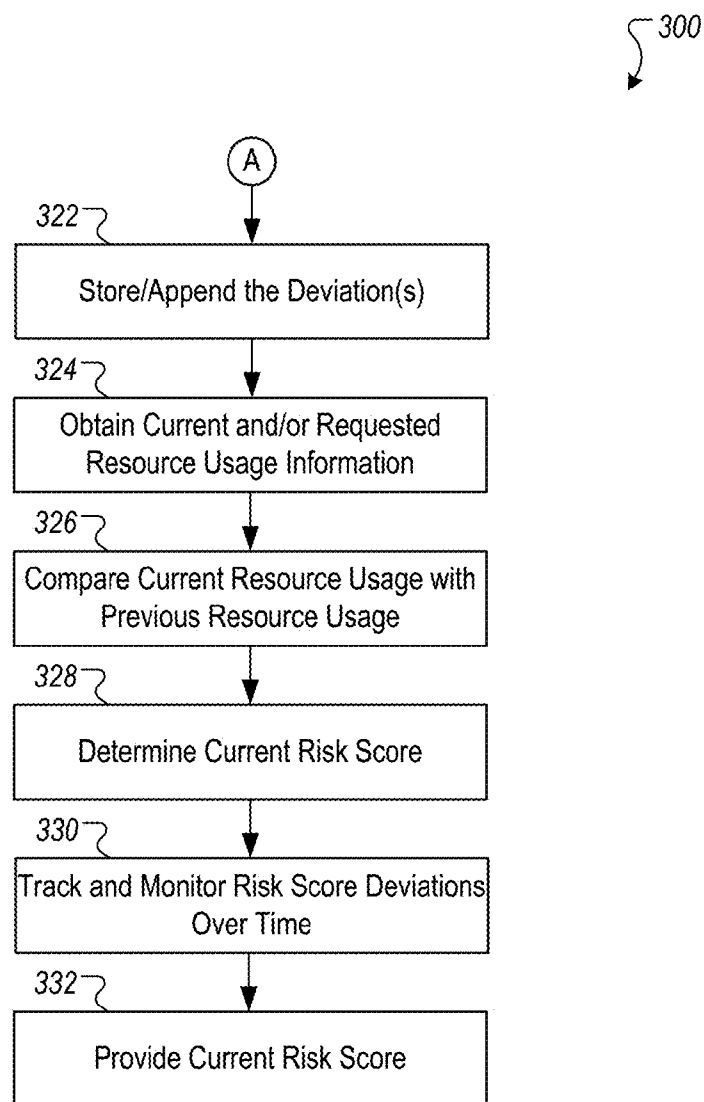 300
A
322
Store/Append the Deviation(s)
324
Obtain Current and/or Requested
Resource Usage Information
326
Compare Current Resource Usage with
Previous Resource Usage
328
Determine Current Risk Score
330
Track and Monitor Risk Score Deviations
Over Time
332
Provide Current Risk Score